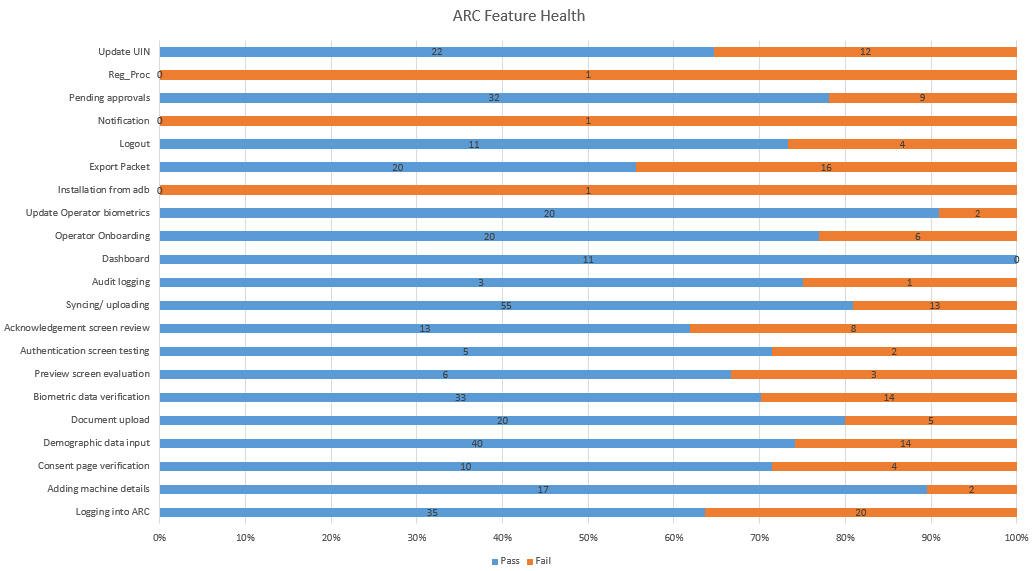 ARC Feature Health
Update UIN 22 12
Reg_Proc 0 1
Pending approvals 32 9
Notification 0 1
Logout 11 4
Export Packet 20 16
Installation from adb 0 1
Update Operator biometrics 20 2
Operator Onboarding 20 6
Dashboard 11 0
Audit logging 3 1
Syncing/ uploading 55 13
Acknowledgement screen review 13 8
Authentication screen testing 5 2
Preview screen evaluation 6 3
Biometric data verification 33 14
Document upload 20 5
Demographic data input 40 14
Consent page verification 10 4
Adding machine details 17 2
Logging into ARC 35 20
0% 10% 20% 30% 40% 50% 60% 70% 80% 90% 100%
Pass Fail